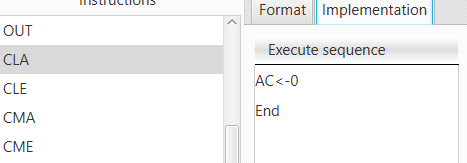 Instructions
OUT
CLA
CLE
CMA
CME
Format
Implementation
Execute sequence
AC<-0
End